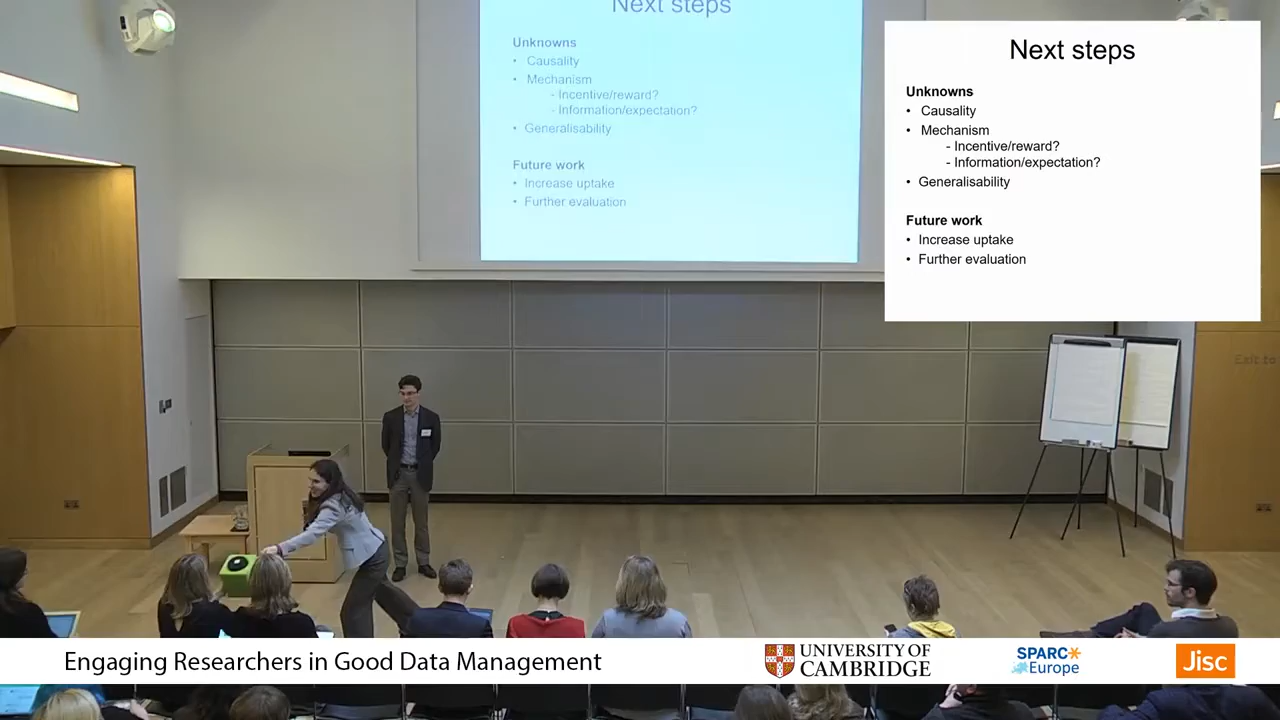 Next steps
Unknowns
• Causality
• Mechanism
- Incentive/reward?
- Information/expectation?
• Generalisability
Future work
• Increase uptake
• Further evaluation
Next steps
Unknowns
• Causality
• Mechanism
- Incentive/reward?
- Information/expectation?
• Generalisability
Future work
• Increase uptake
• Further evaluation
Exit to
Engaging Researchers in Good Data Management
UNIVERSITY OF
CAMBRIDGE
SPARC
Europe
Jisc